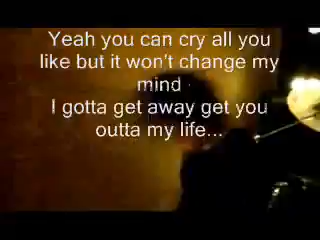 Yeah you can cry all you
like but it won't change my
mind
I gotta get away get you
outta my life...